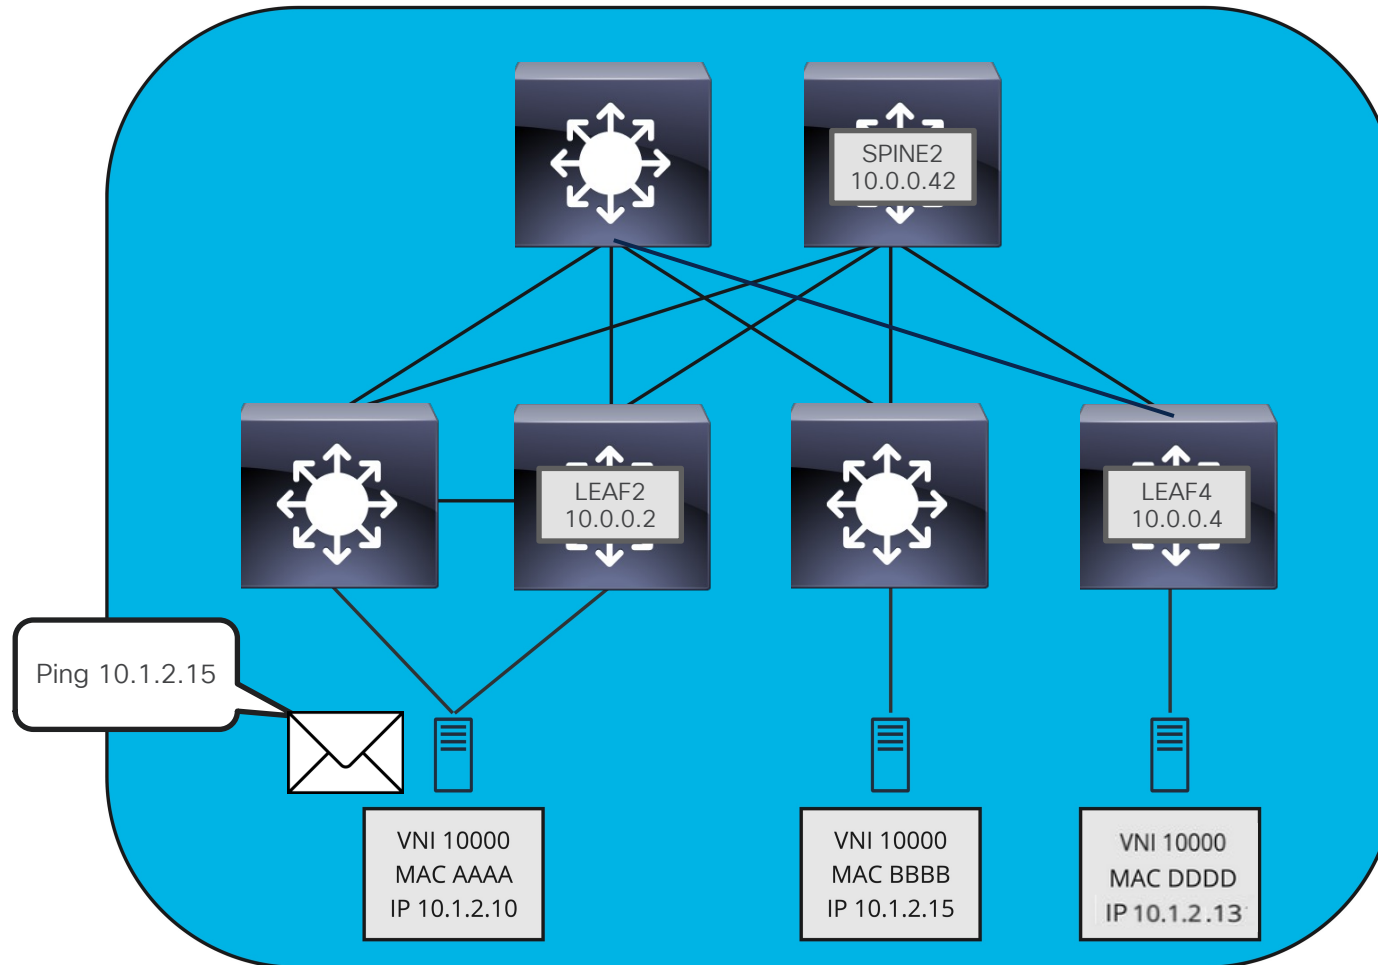 SPINE2
10.0.0.42
LEAF2
10.0.0.2
LEAF4
10.0.0.4
Ping 10.1.2.15
VNI 10000
MAC AAAA
IP 10.1.2.10
VNI 10000
MAC BBBB
IP 10.1.2.15
VNI 10000
MAC DDDD
IP 10.1.2.13